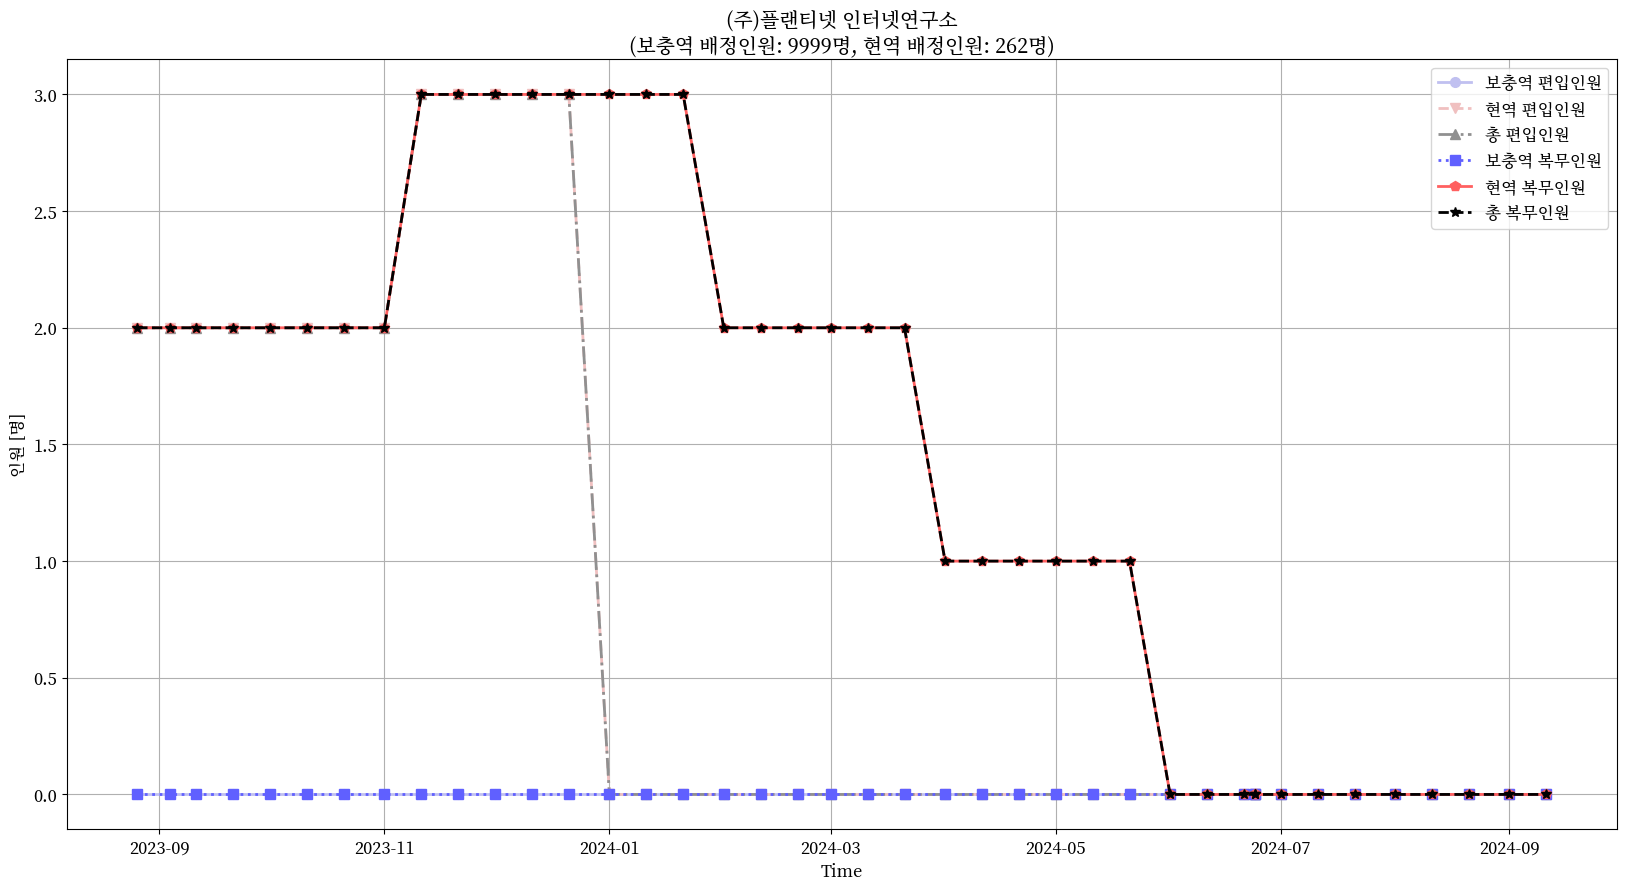 (주)플랜티넷 인터넷연구소
(보충역 배정인원: 9999명, 현역 배정인원: 262명)
보충역 편입인원
현역 편입인원
총 편입인원
보충역 복무인원
현역 복무인원
총 복무인원
3.0
2.5
2.0
1.5
1.0
0.5
0.0
인원 [명]
2023-09
2023-11
2024-01
2024-03
2024-05
2024-07
2024-09
Time